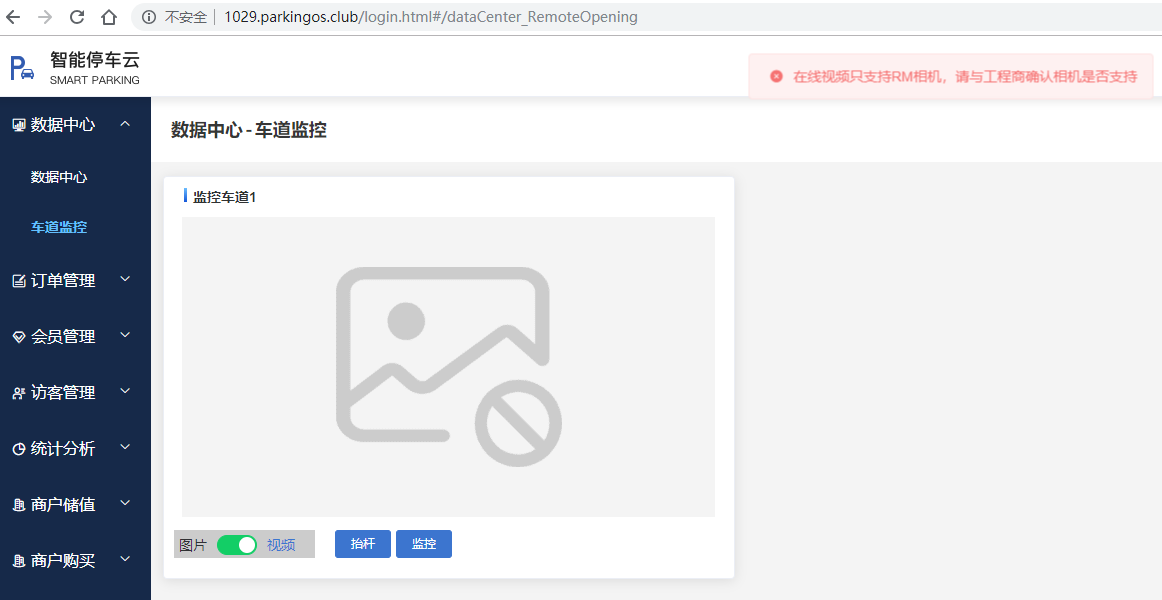 不安全 1029.parkingos.club/login.html#/dataCenter_RemoteOpening
智能停车云
SMART PARKING
在线视频只支持RM相机，请与工程商确认相机是否支持
数据中心
数据中心
车道监控
订单管理
会员管理
访客管理
统计分析
商户储值
商户购买
数据中心 - 车道监控
监控车道1
图片 视频 抬杆 监控